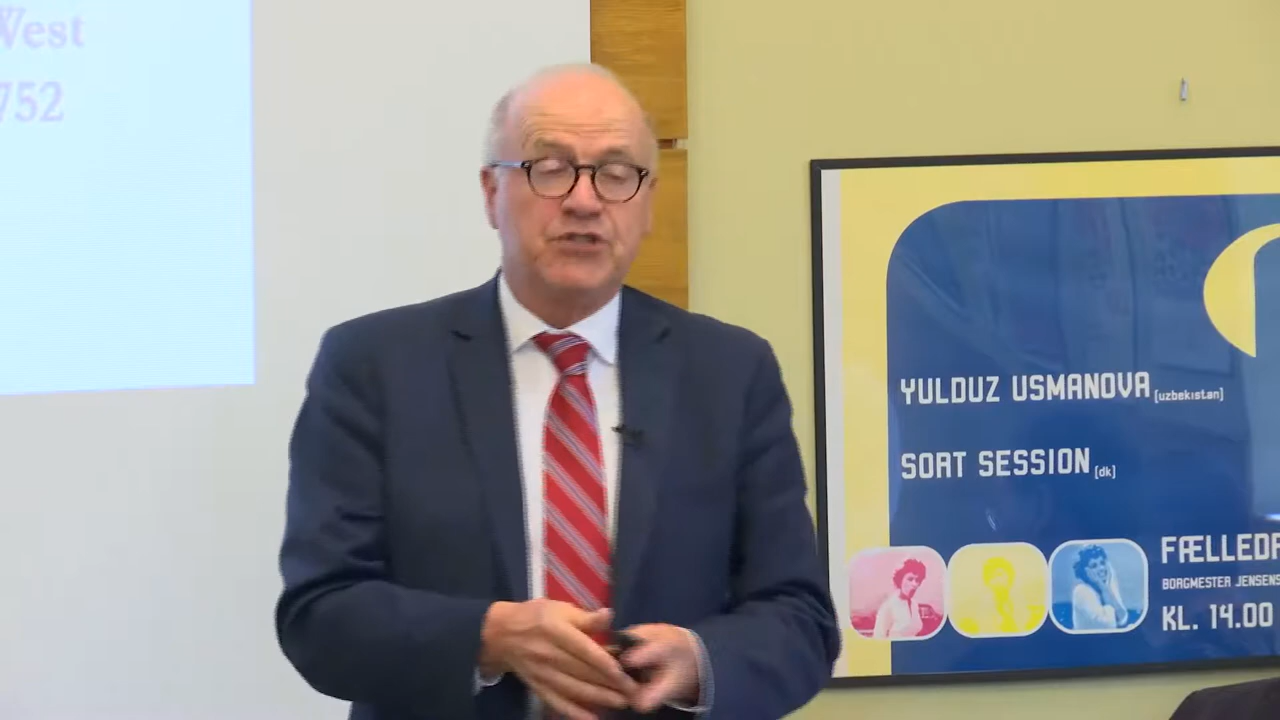 West
752
YULDUZ USMANOVA [uzbekistan]
SORT SESSION [dk]
BORGMESTER JENSENS
KL. 14.00